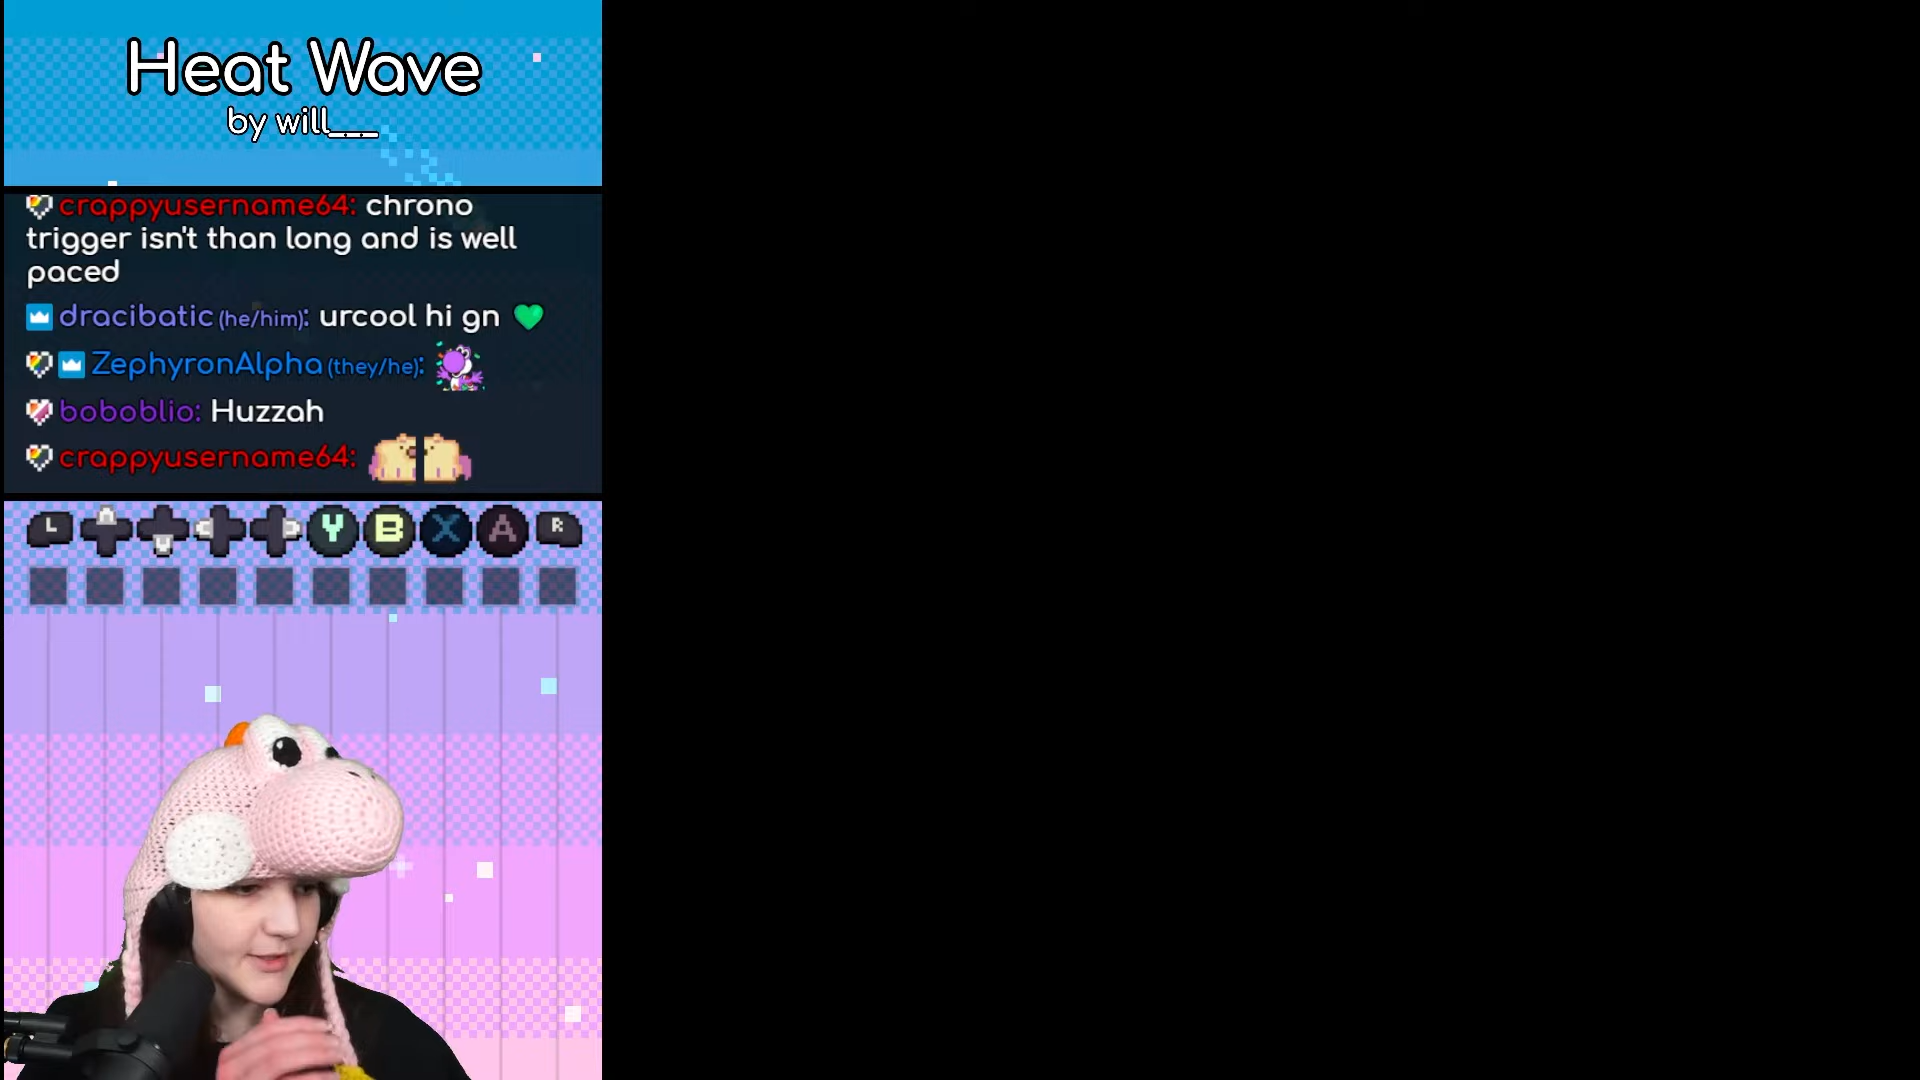 Heat Wave
by will___
crappyusername64: chrono
trigger isn't than long and is well
paced
dracibatic (he/him): urcool hi gn
ZephyronAlpha (they/he):
boboblio: Huzzah
crappyusername64:
L Y B X A R